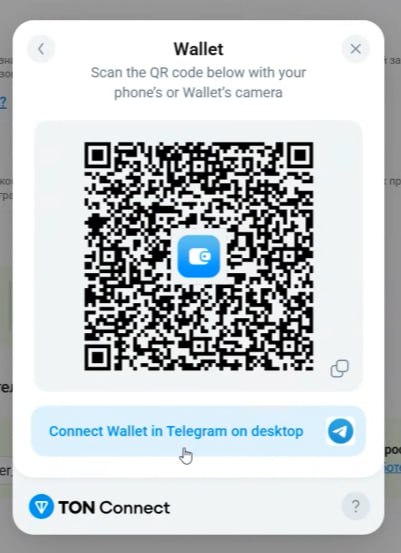 Wallet
Scan the QR code below with your
phone's or Wallet's camera
?
Connect Wallet in Telegram on desktop
TON Connect
?